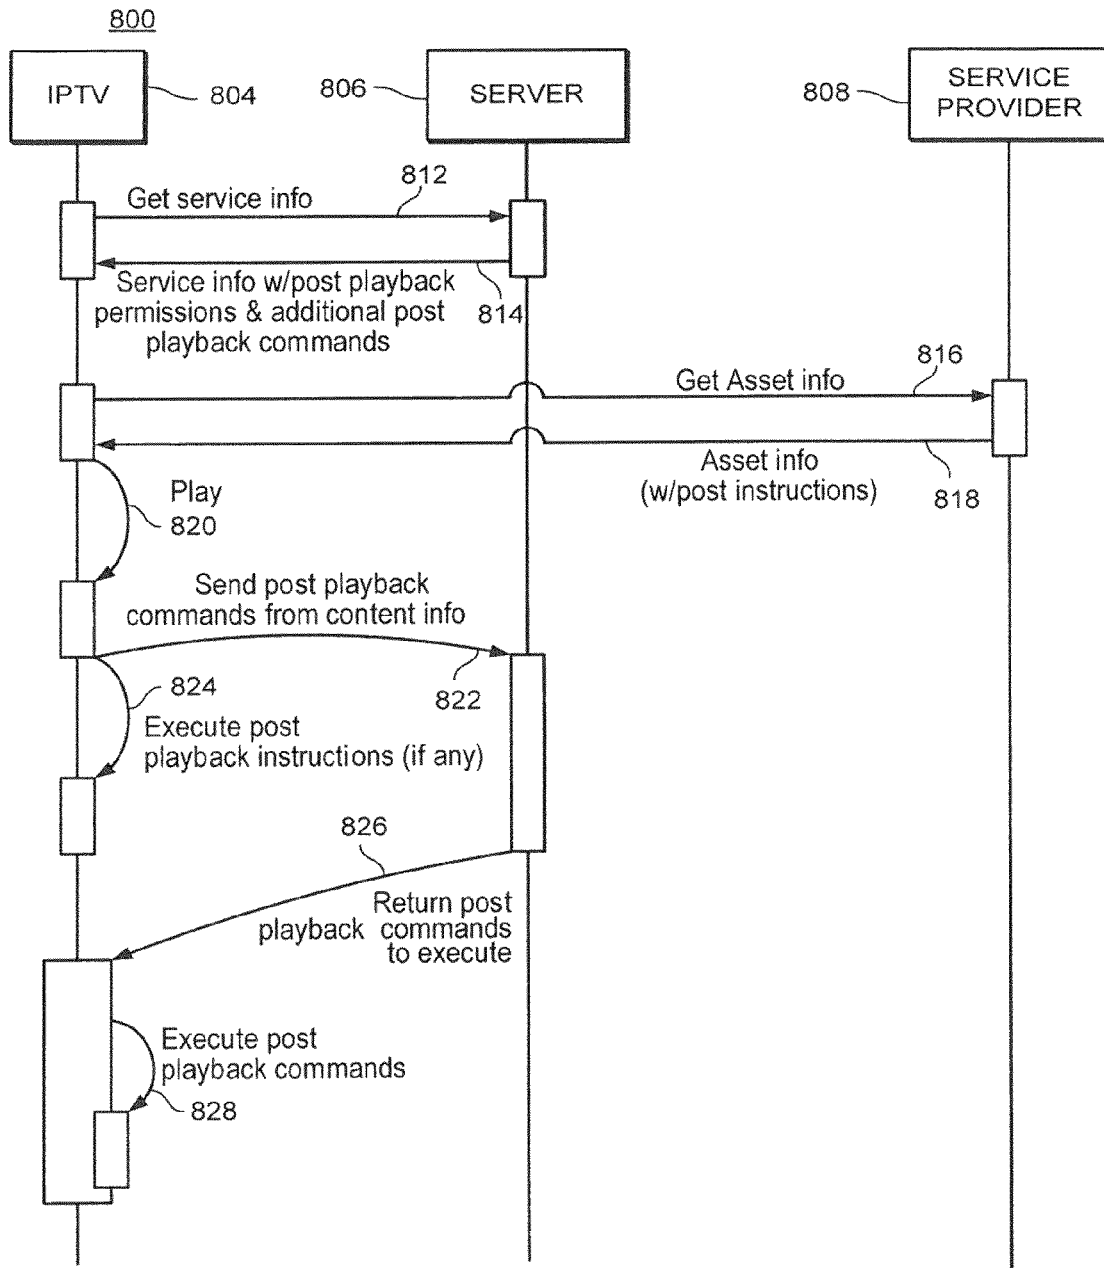 800
IPTV
804
806
SERVER
808
SERVICE
PROVIDER
812
Get service info
Service info w/post playback
permissions & additional post
playback commands
814
816
Get Asset info
Asset info
(w/post instructions)
818
Play
820
Send post playback
commands from content info
822
824
Execute post
playback instructions (if any)
826
Return post
playback commands
to execute
Execute post
playback commands
828